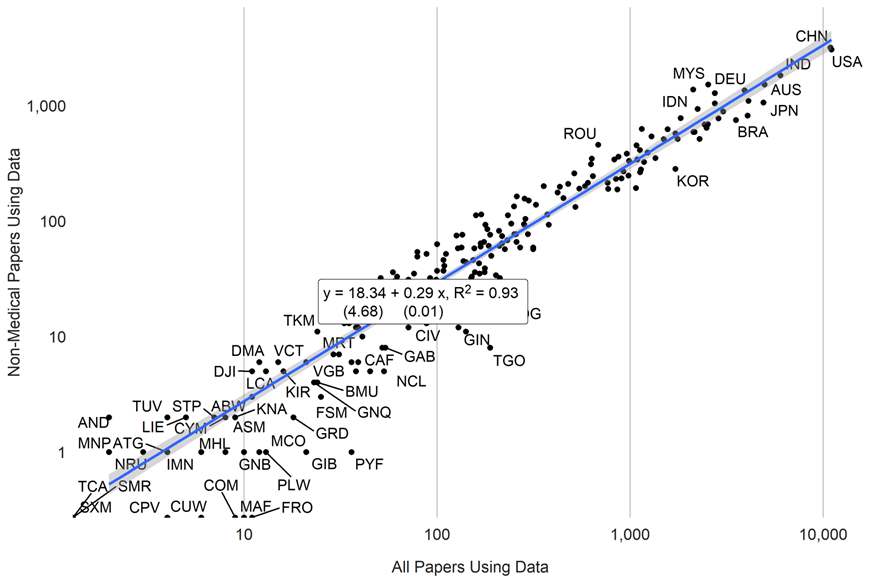 CHN
IND
USA
MYS
DEU
AUS
IDN
JPN
1,000
BRA
ROU
KOR
100
y = 18.34 + 0.29 x, R² = 0.93
(4.68) (0.01)
TKM
10
CIV
GIN
MRT
DMA
VCT
GAB
TGO
DJI
VGB
CAF
LCA
KIR
BMU
NCL
TUV
STP
ABW
KNA
FSM
GNQ
AND
LIE
CYM
ASM
GRD
MNP
ATG
MHL
MCO
1
NRU
IMN
GNB
GIB
PYF
TCA
SMR
COM
PLW
SXM
CPV
CUW
MAF
FRO
10
100
1,000
10,000
All Papers Using Data
Non-Medical Papers Using Data